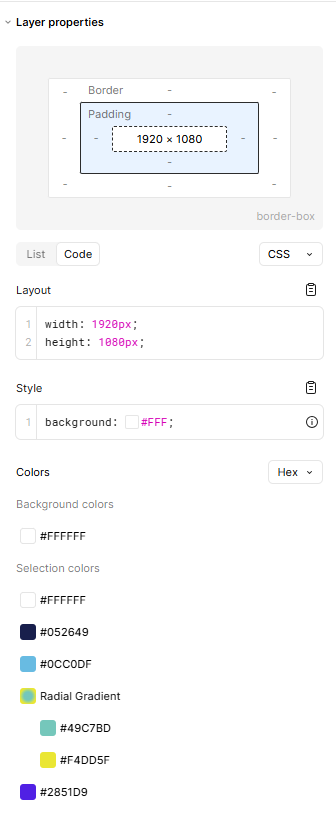 Layer properties
Border
-
- -
Padding
-
- - 1920 × 1080 - -
-
- - -
border-box
List Code CSS
Layout
1 width: 1920px;
2 height: 1080px;
Style
1 background: #FFF;
Colors Hex
Background colors
#FFFFFF
Selection colors
#FFFFFF
#052649
#0CC0DF
Radial Gradient
#49C7BD
#F4DD5F
#2851D9